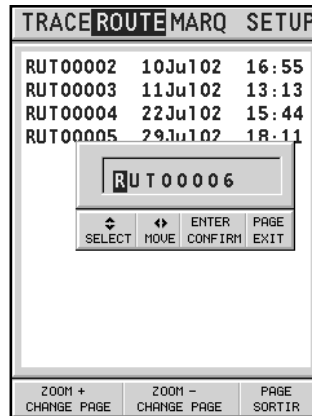 TRACE ROUTE MARQ SETUP
RUT00002 10Jul02 16:55
RUT00003 11Jul02 13:13
RUT00004 22Jul02 15:44
RUT00005 29Jul02 18:11
RUT00006
SELECT MOVE ENTER CONFIRM PAGE EXIT
ZOOM + ZOOM - PAGE
CHANGE PAGE CHANGE PAGE SORTIR